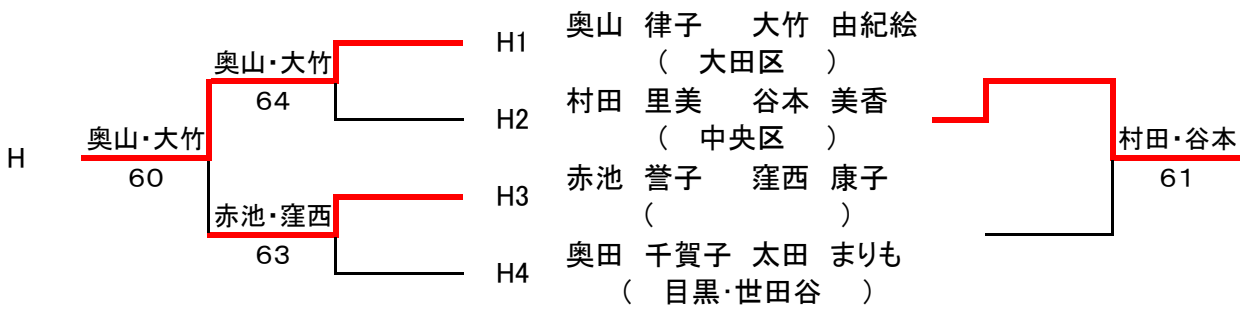 H
奥山・大竹
60
奥山・大竹
64
赤池・窪西
63
H1 奥山 律子 大竹 由紀絵
( 大田区 )
H2 村田 里美 谷本 美香
( 中央区 )
H3 赤池 誉子 窪西 康子
( )
H4 奥田 千賀子 太田 まりも
( 目黒・世田谷 )
村田・谷本
61